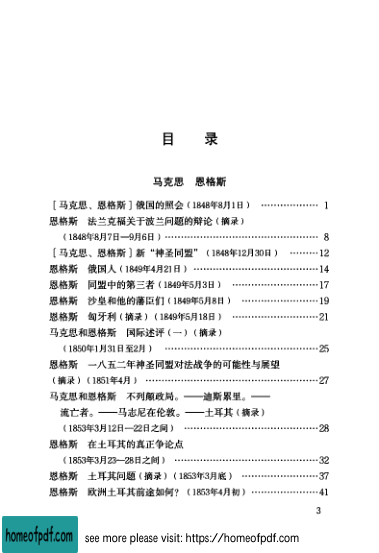 目 录
马克思 恩格斯
［马克思、恩格斯］俄国的照会（1848年8月1日） ……………… 1
恩格斯 法兰克福关于波兰问题的辩论（摘录）
（1848年8月7日—9月6日）……………………………………… 8
［马克思、恩格斯］新“神圣同盟”（1848年12月30日） ……… 12
恩格斯 俄国人（1849年4月21日）……………………………… 14
恩格斯 同盟中的第三者（1849年5月3日） …………………… 17
恩格斯 沙皇和他的藩臣们（1849年5月8日） ………………… 19
恩格斯 匈牙利（摘录）（1849年5月18日） …………………… 21
马克思和恩格斯 国际述评（一）（摘录）
（1850年1月31日至2月） ……………………………………… 25
恩格斯 一八五二年神圣同盟对法战争的可能性与展望
（摘录）（1851年4月） …………………………………………… 27
马克思和恩格斯 不列颠政局。——迪斯累里。——
流亡者。——马志尼在伦敦。——土耳其（摘录）
（1853年3月12日—22日之间） ………………………………… 28
恩格斯 在土耳其的真正争论点
（1853年3月23—28日之间）…………………………………… 32
恩格斯 土耳其问题（摘录）（1853年3月底） ………………… 37
恩格斯 欧洲土耳其前途如何？（1853年4月初） ……………… 41
3
homeofpdf.com
see more please visit: https://homeofpdf.com